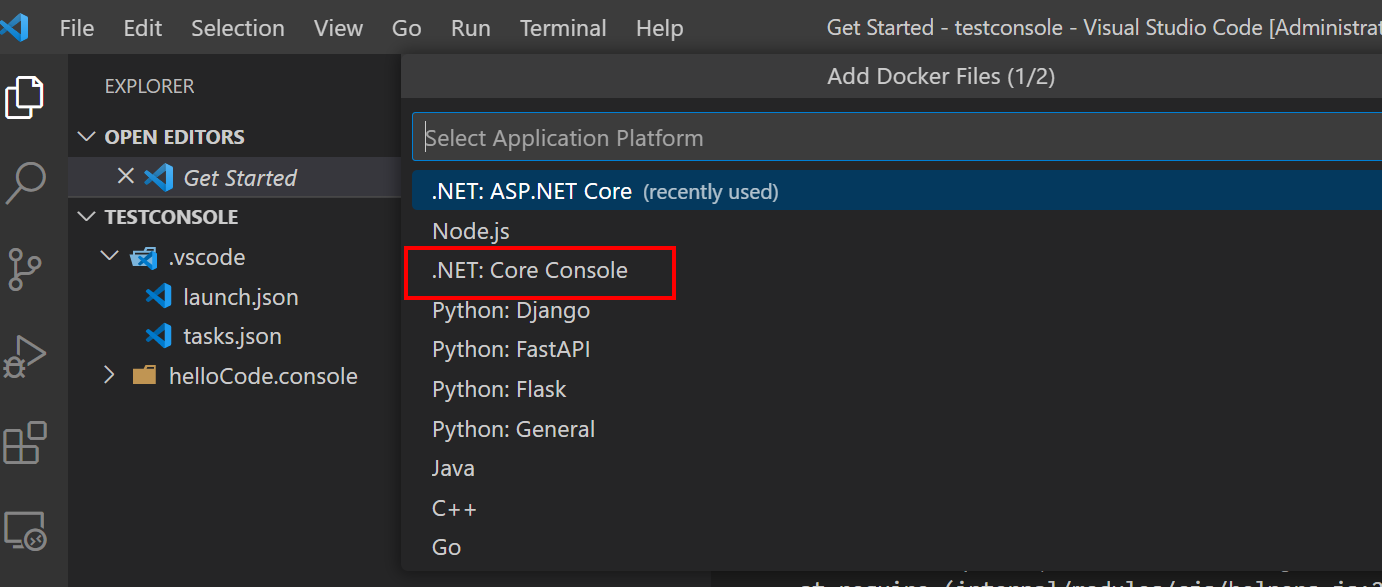 File Edit Selection View Go Run Terminal Help
Get Started - testconsole - Visual Studio Code [Administrat
EXPLORER
OPEN EDITORS
Get Started
TESTCONSOLE
.vscode
launch.json
tasks.json
helloCode.console
Add Docker Files (1/2)
Select Application Platform
.NET: ASP.NET Core (recently used)
Node.js
.NET: Core Console
Python: Django
Python: FastAPI
Python: Flask
Python: General
Java
C++
Go